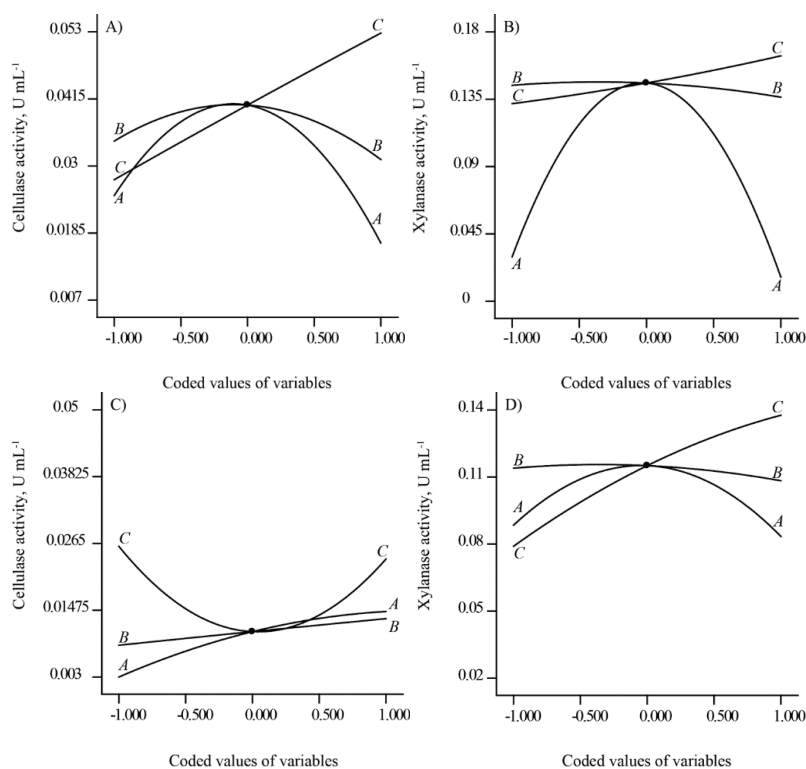 A)
Cellulase activity, U mL⁻¹
0.053
0.0415
0.03
0.0185
0.007
B
C
A
C
B
A
-1.000 -0.500 0.000 0.500 1.000
Coded values of variables
B)
Xylanase activity, U mL⁻¹
0.18
0.135
0.09
0.045
0
B
C
A
C
B
A
-1.000 -0.500 0.000 0.500 1.000
Coded values of variables
C)
Cellulase activity, U mL⁻¹
0.05
0.03825
0.0265
0.01475
0.003
C
B
A
C
A
B
-1.000 -0.500 0.000 0.500 1.000
Coded values of variables
D)
Xylanase activity, U mL⁻¹
0.14
0.11
0.08
0.05
0.02
B
A
C
C
B
A
-1.000 -0.500 0.000 0.500 1.000
Coded values of variables